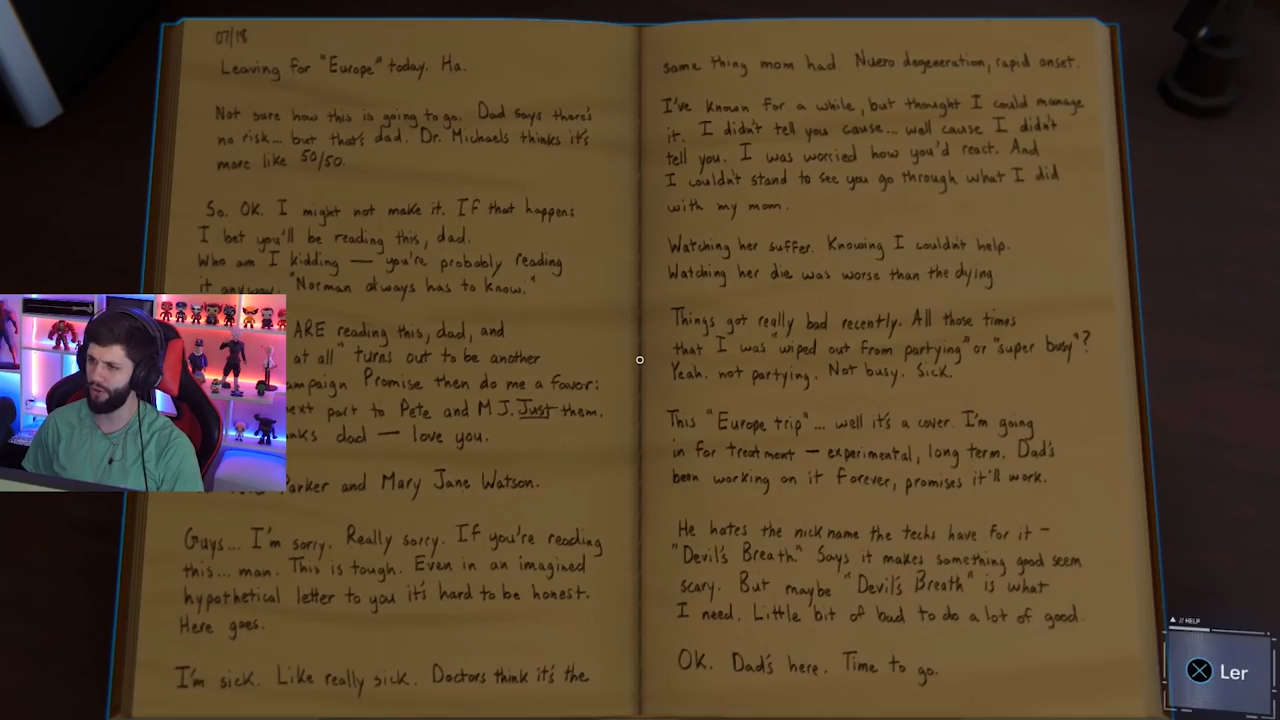 07/18
Leaving for "Europe" today. Ha.
Not sure how this is going to go. Dad says there's
no risk... but that's dad. Dr. Michaels thinks it's
more like 50/50.
So. OK. I might not make it. If that happens
I bet you'll be reading this, dad.
Who am I kidding — you're probably reading
it anyway. "Norman always has to know."
ARE reading this, dad, and
at all" turns out to be another
ampaign Promise then do me a favor:
ext part to Pete and MJ. Just them.
dad — love you.
Parker and Mary Jane Watson.
Guys... I'm sorry. Really sorry. If you're reading
this... man. This is tough. Even in an imagined
hypothetical letter to you it's hard to be honest.
Here goes.
I'm sick. Like really sick. Doctors think it's the
same thing mom had. Nuero degeneration, rapid onset.
I've known for a while, but thought I could manage
it. I didn't tell you cause... well cause I didn't
tell you. I was worried how you'd react. And
I couldn't stand to see you go through what I did
with my mom.
Watching her suffer. Knowing I couldn't help.
Watching her die was worse than the dying
Things got really bad recently. All those times
that I was "wiped out from partying" or "super busy"?
Yeah. not partying. Not busy. Sick.
This "Europe trip"... well it's a cover. I'm going
in for treatment — experimental, long term. Dad's
been working on it forever, promises it'll work.
He hates the nickname the techs have for it -
"Devil's Breath." Says it makes something good seem
scary. But maybe "Devil's Breath" is what
I need. Little bit of bad to do a lot of good.
OK. Dad's here. Time to go.
▲ // HELP
Ler